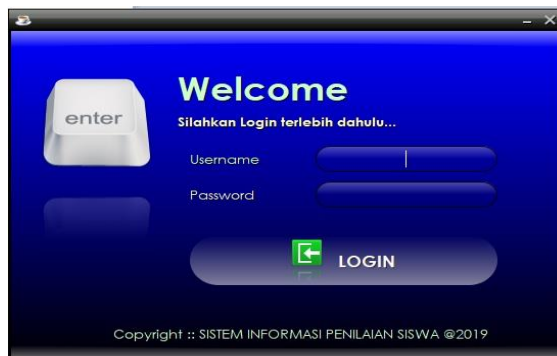 Welcome
enter
Silahkan Login terlebih dahulu...
Username
Password
LOGIN
Copyright :: SISTEM INFORMASI PENILAIAN SISWA @2019